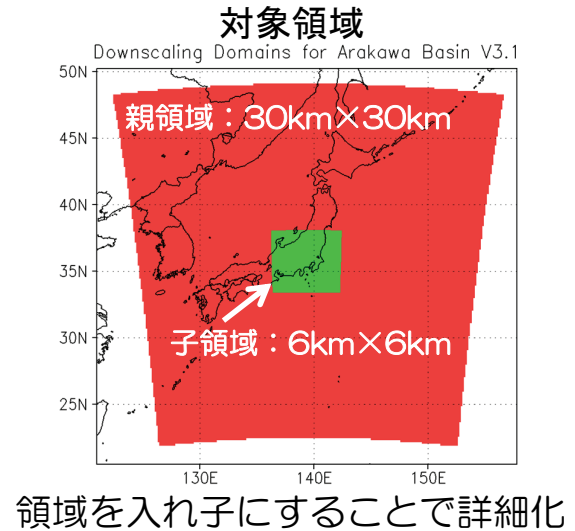 対象領域
Downscaling Domains for Arakawa Basin V3.1
50N
親領域：30km×30km
45N
40N
35N
30N
子領域：6km×6km
25N
130E 140E 150E
領域を入れ子にすることで詳細化